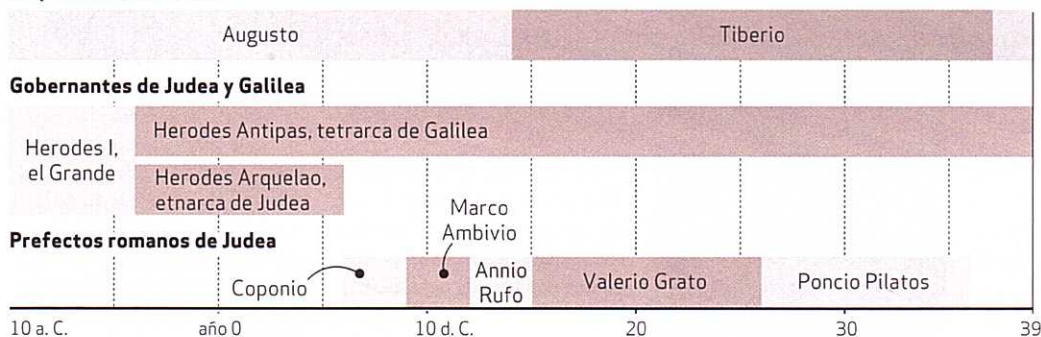 Augusto
Tiberio
Gobernantes de Judea y Galilea
Herodes I,
el Grande
Herodes Antipas, tetrarca de Galilea
Herodes Arquelao,
etnarca de Judea
Prefectos romanos de Judea
Coponio
Marco
Ambivio
Annio
Rufo
Valerio Grato
Poncio Pilatos
10 a. C.
año 0
10 d. C.
20
30
39